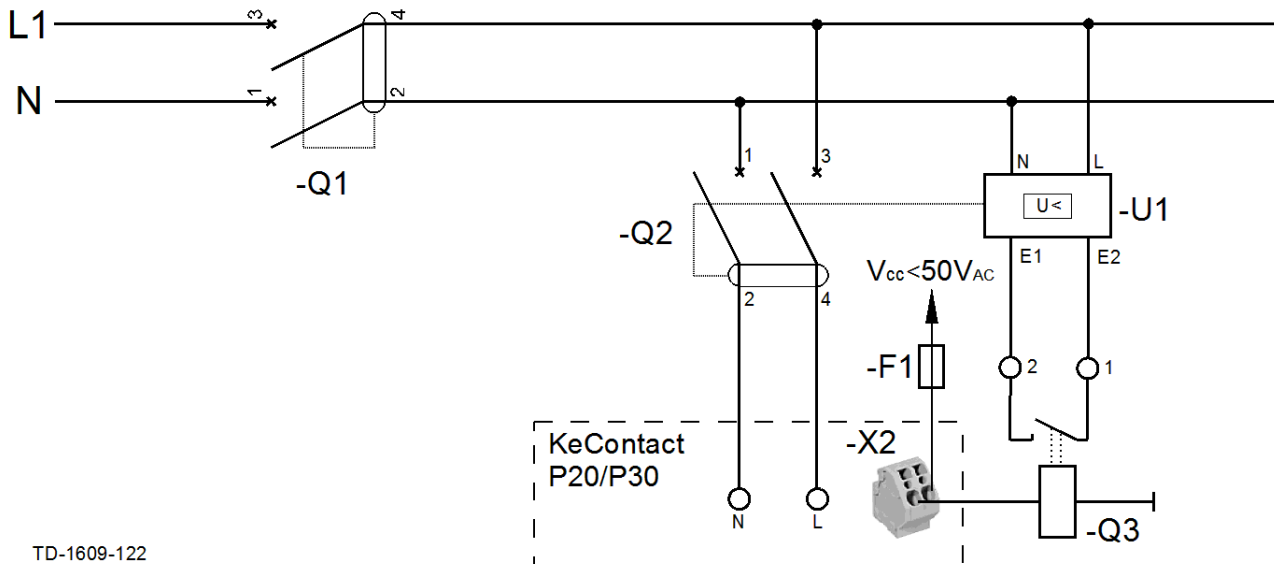 L1
3
4
N
1
2
-Q1
1
3
N
L
U<
-U1
-Q2
E1
E2
2
4
Vcc<50VAC
-F1
2
1
KeContact
P20/P30
-X2
N
L
-Q3
TD-1609-122